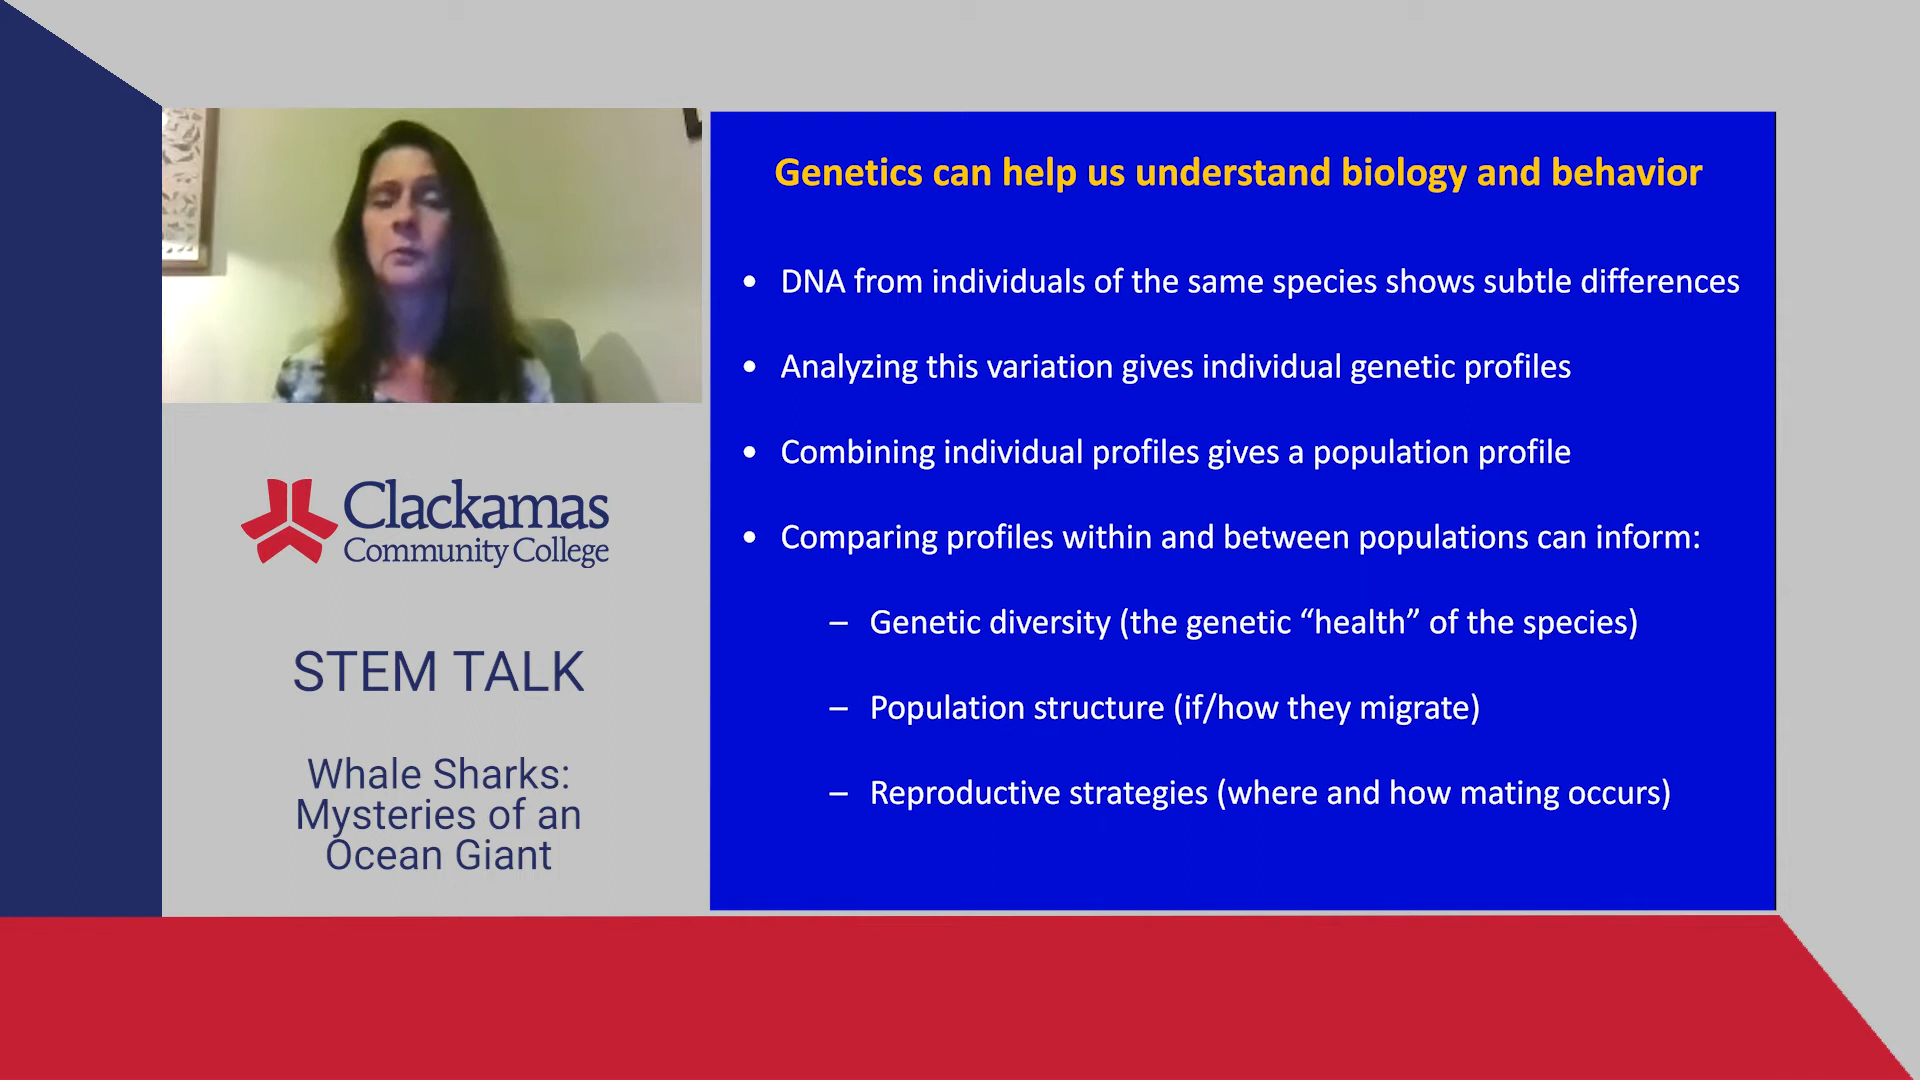 Genetics can help us understand biology and behavior
• DNA from individuals of the same species shows subtle differences
• Analyzing this variation gives individual genetic profiles
• Combining individual profiles gives a population profile
• Comparing profiles within and between populations can inform:
– Genetic diversity (the genetic “health” of the species)
– Population structure (if/how they migrate)
– Reproductive strategies (where and how mating occurs)
Clackamas
Community College
STEM TALK
Whale Sharks:
Mysteries of an
Ocean Giant